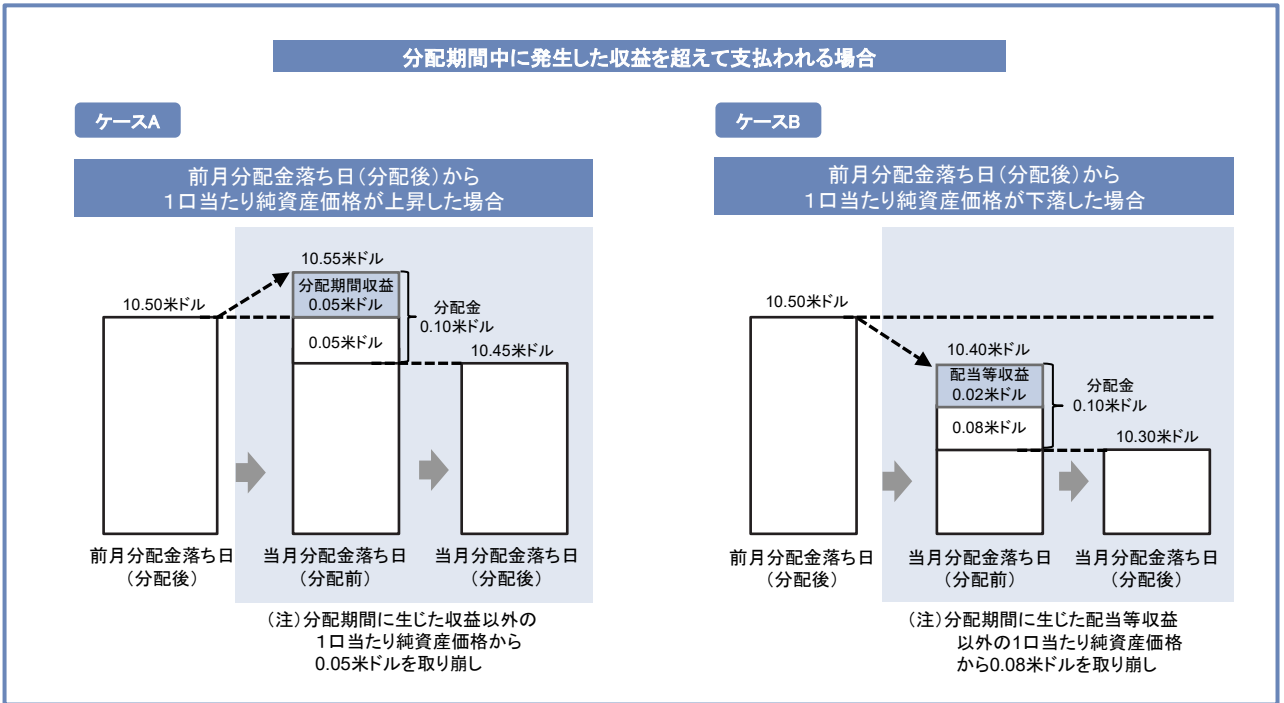 分配期間中に発生した収益を超えて支払われる場合
ケースA
前月分配金落ち日(分配後)から
1口当たり純資産価格が上昇した場合
10.55米ドル
分配期間収益
0.05米ドル
10.50米ドル
分配金
0.10米ドル
0.05米ドル
10.45米ドル
前月分配金落ち日
(分配後)
当月分配金落ち日
(分配前)
当月分配金落ち日
(分配後)
(注)分配期間に生じた収益以外の
1口当たり純資産価格から
0.05米ドルを取り崩し
ケースB
前月分配金落ち日(分配後)から
1口当たり純資産価格が下落した場合
10.50米ドル
10.40米ドル
配当等収益
0.02米ドル
分配金
0.10米ドル
0.08米ドル
10.30米ドル
前月分配金落ち日
(分配後)
当月分配金落ち日
(分配前)
当月分配金落ち日
(分配後)
(注)分配期間に生じた配当等収益
以外の1口当たり純資産価格
から0.08米ドルを取り崩し